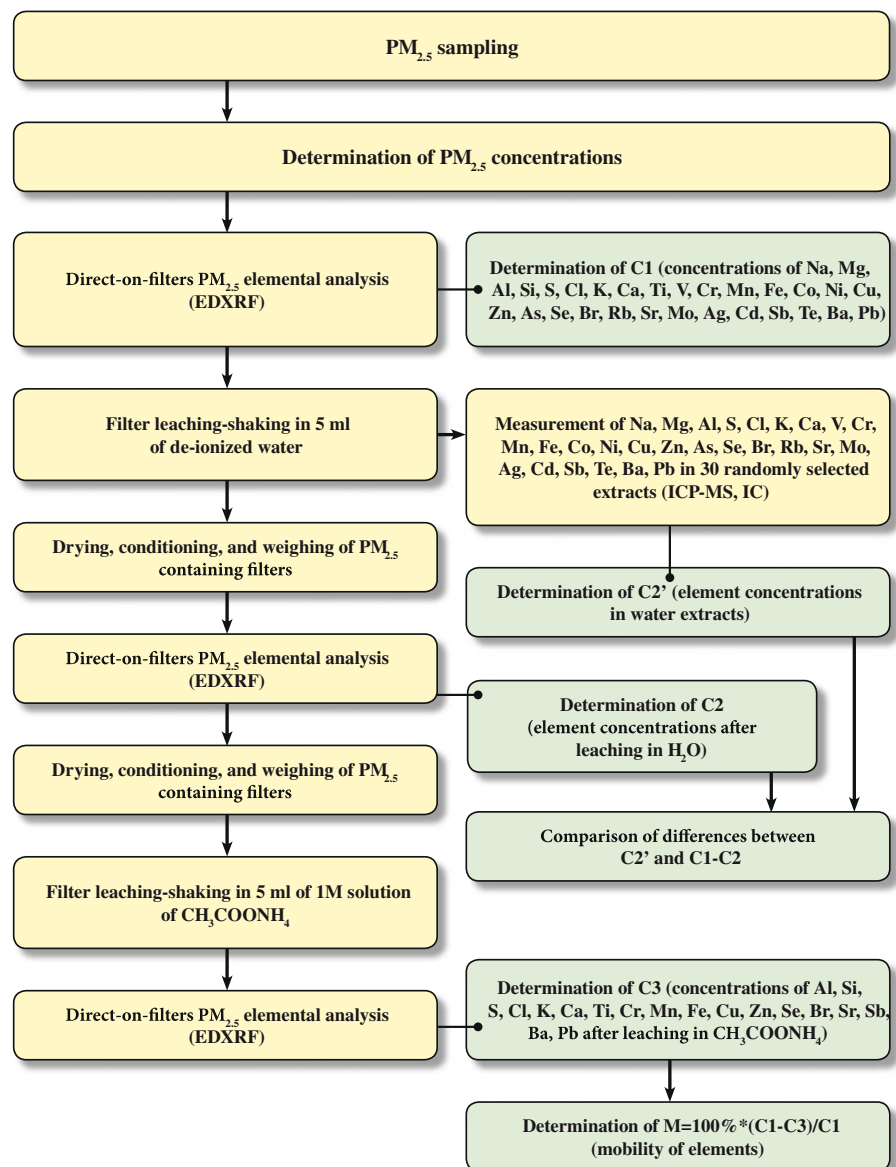 PM2.5 sampling
Determination of PM2.5 concentrations
Direct-on-filters PM2.5 elemental analysis
(EDXRF)
Determination of C1 (concentrations of Na, Mg,
Al, Si, S, Cl, K, Ca, Ti, V, Cr, Mn, Fe, Co, Ni, Cu,
Zn, As, Se, Br, Rb, Sr, Mo, Ag, Cd, Sb, Te, Ba, Pb)
Filter leaching-shaking in 5 ml
of de-ionized water
Measurement of Na, Mg, Al, S, Cl, K, Ca, V, Cr,
Mn, Fe, Co, Ni, Cu, Zn, As, Se, Br, Rb, Sr, Mo,
Ag, Cd, Sb, Te, Ba, Pb in 30 randomly selected
extracts (ICP-MS, IC)
Drying, conditioning, and weighing of PM2.5
containing filters
Determination of C2’ (element concentrations
in water extracts)
Direct-on-filters PM2.5 elemental analysis
(EDXRF)
Determination of C2
(element concentrations after
leaching in H2O)
Drying, conditioning, and weighing of PM2.5
containing filters
Comparison of differences between
C2’ and C1-C2
Filter leaching-shaking in 5 ml of 1M solution
of CH3COONH4
Direct-on-filters PM2.5 elemental analysis
(EDXRF)
Determination of C3 (concentrations of Al, Si,
S, Cl, K, Ca, Ti, Cr, Mn, Fe, Cu, Zn, Se, Br, Sr, Sb,
Ba, Pb after leaching in CH3COONH4)
Determination of M=100%*(C1-C3)/C1
(mobility of elements)